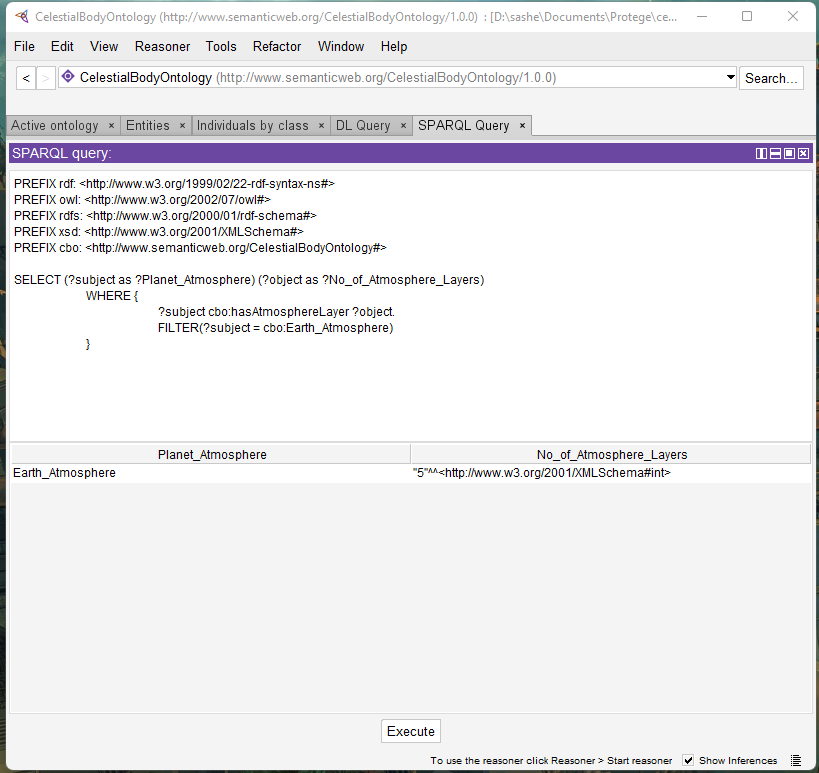 CelestialBodyOntology (http://www.semanticweb.org/CelestialBodyOntology/1.0.0) : [D:\sashe\Documents\Protege\ce...
File Edit View Reasoner Tools Refactor Window Help
< > CelestialBodyOntology (http://www.semanticweb.org/CelestialBodyOntology/1.0.0) Search...
Active ontology × Entities × Individuals by class × DL Query × SPARQL Query ×
SPARQL query:
PREFIX rdf: <http://www.w3.org/1999/02/22-rdf-syntax-ns#>
PREFIX owl: <http://www.w3.org/2002/07/owl#>
PREFIX rdfs: <http://www.w3.org/2000/01/rdf-schema#>
PREFIX xsd: <http://www.w3.org/2001/XMLSchema#>
PREFIX cbo: <http://www.semanticweb.org/CelestialBodyOntology#>
SELECT (?subject as ?Planet_Atmosphere) (?object as ?No_of_Atmosphere_Layers)
WHERE {
?subject cbo:hasAtmosphereLayer ?object.
FILTER(?subject = cbo:Earth_Atmosphere)
}
Planet_Atmosphere No_of_Atmosphere_Layers
Earth_Atmosphere "5"^^<http://www.w3.org/2001/XMLSchema#int>
Execute
To use the reasoner click Reasoner > Start reasoner Show Inferences